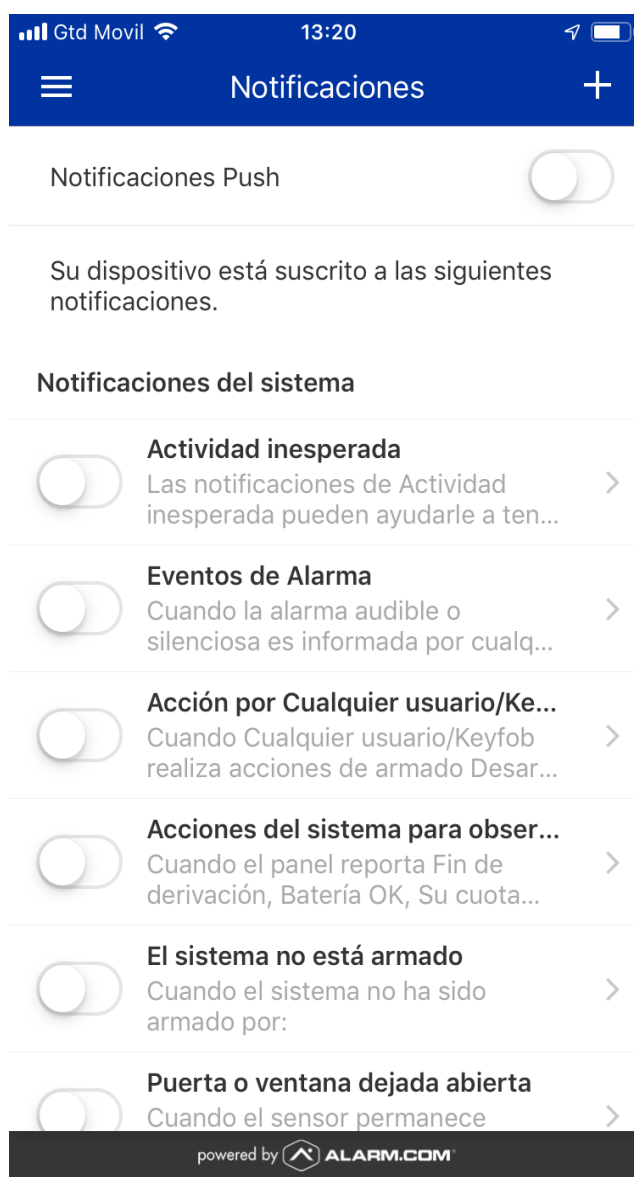 Gtd Movil 13:20
Notificaciones
Notificaciones Push
Su dispositivo está suscrito a las siguientes
notificaciones.
Notificaciones del sistema
Actividad inesperada
Las notificaciones de Actividad
inesperada pueden ayudarle a ten...
Eventos de Alarma
Cuando la alarma audible o
silenciosa es informada por cualq...
Acción por Cualquier usuario/Ke...
Cuando Cualquier usuario/Keyfob
realiza acciones de armado Desar...
Acciones del sistema para obser...
Cuando el panel reporta Fin de
derivación, Batería OK, Su cuota...
El sistema no está armado
Cuando el sistema no ha sido
armado por:
Puerta o ventana dejada abierta
Cuando el sensor permanece
powered by ALARM.COM